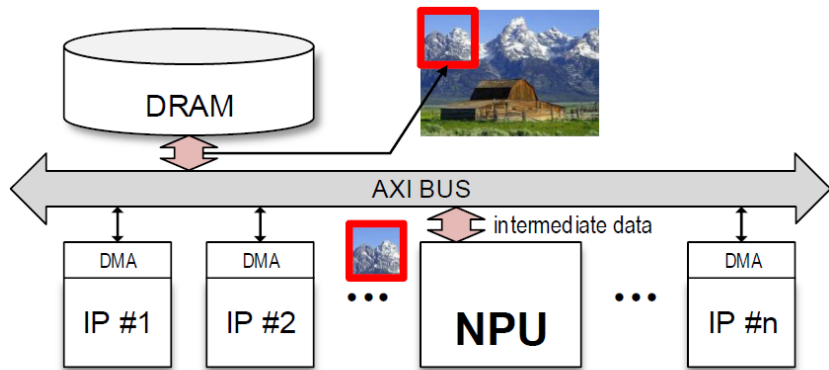 DRAM
AXI BUS
intermediate data
DMA
DMA
DMA
IP #1
IP #2
•••
NPU
•••
IP #n